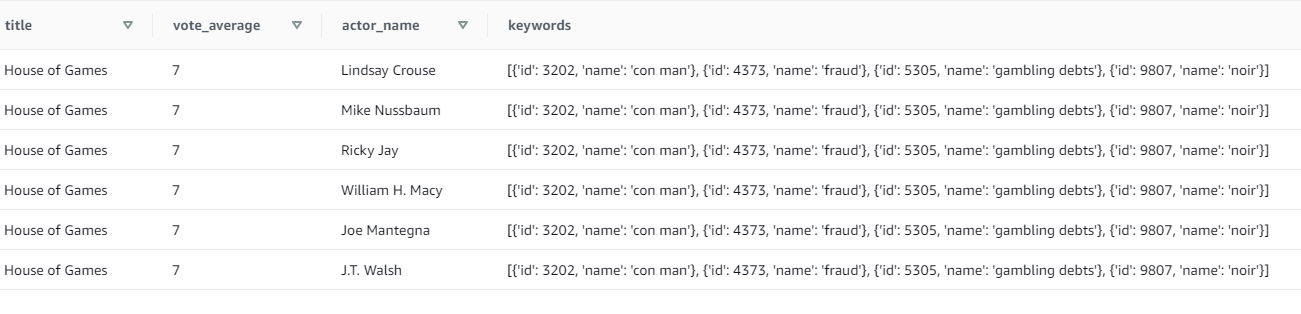 title vote_average actor_name keywords
House of Games 7 Lindsay Crouse [{'id': 3202, 'name': 'con man'}, {'id': 4373, 'name': 'fraud'}, {'id': 5305, 'name': 'gambling debts'}, {'id': 9807, 'name': 'noir'}]
House of Games 7 Mike Nussbaum [{'id': 3202, 'name': 'con man'}, {'id': 4373, 'name': 'fraud'}, {'id': 5305, 'name': 'gambling debts'}, {'id': 9807, 'name': 'noir'}]
House of Games 7 Ricky Jay [{'id': 3202, 'name': 'con man'}, {'id': 4373, 'name': 'fraud'}, {'id': 5305, 'name': 'gambling debts'}, {'id': 9807, 'name': 'noir'}]
House of Games 7 William H. Macy [{'id': 3202, 'name': 'con man'}, {'id': 4373, 'name': 'fraud'}, {'id': 5305, 'name': 'gambling debts'}, {'id': 9807, 'name': 'noir'}]
House of Games 7 Joe Mantegna [{'id': 3202, 'name': 'con man'}, {'id': 4373, 'name': 'fraud'}, {'id': 5305, 'name': 'gambling debts'}, {'id': 9807, 'name': 'noir'}]
House of Games 7 J.T. Walsh [{'id': 3202, 'name': 'con man'}, {'id': 4373, 'name': 'fraud'}, {'id': 5305, 'name': 'gambling debts'}, {'id': 9807, 'name': 'noir'}]